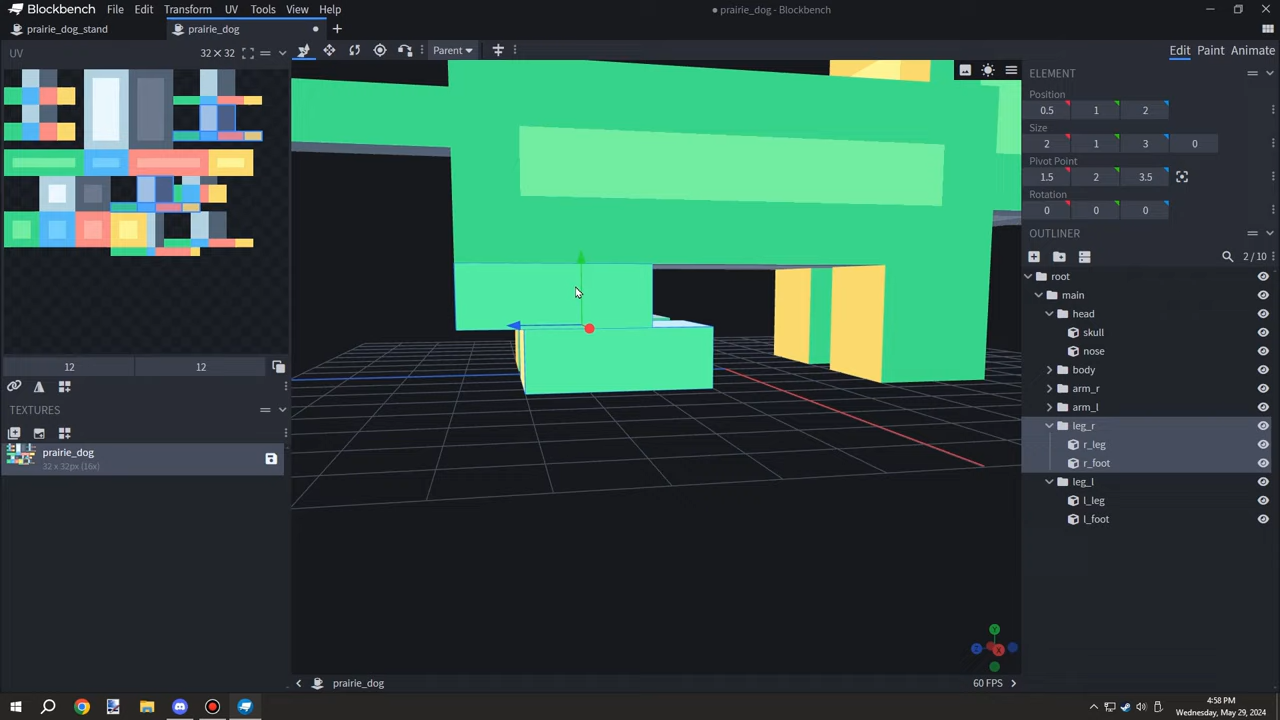 Blockbench File Edit Transform UV Tools View Help
prairie_dog - Blockbench
prairie_dog_stand prairie_dog
UV 32 × 32
Parent
Edit Paint Animate
ELEMENT
Position
0.5 1 2
Size
2 1 3 0
Pivot Point
1.5 2 3.5
Rotation
0 0 0
OUTLINER
2 / 10
root
main
head
skull
nose
body
arm_r
arm_l
leg_r
r_leg
r_foot
leg_l
l_leg
l_foot
12 12
TEXTURES
prairie_dog
32 x 32px (16x)
Y
Z
X
prairie_dog
60 FPS
4:58 PM
Wednesday, May 29, 2024